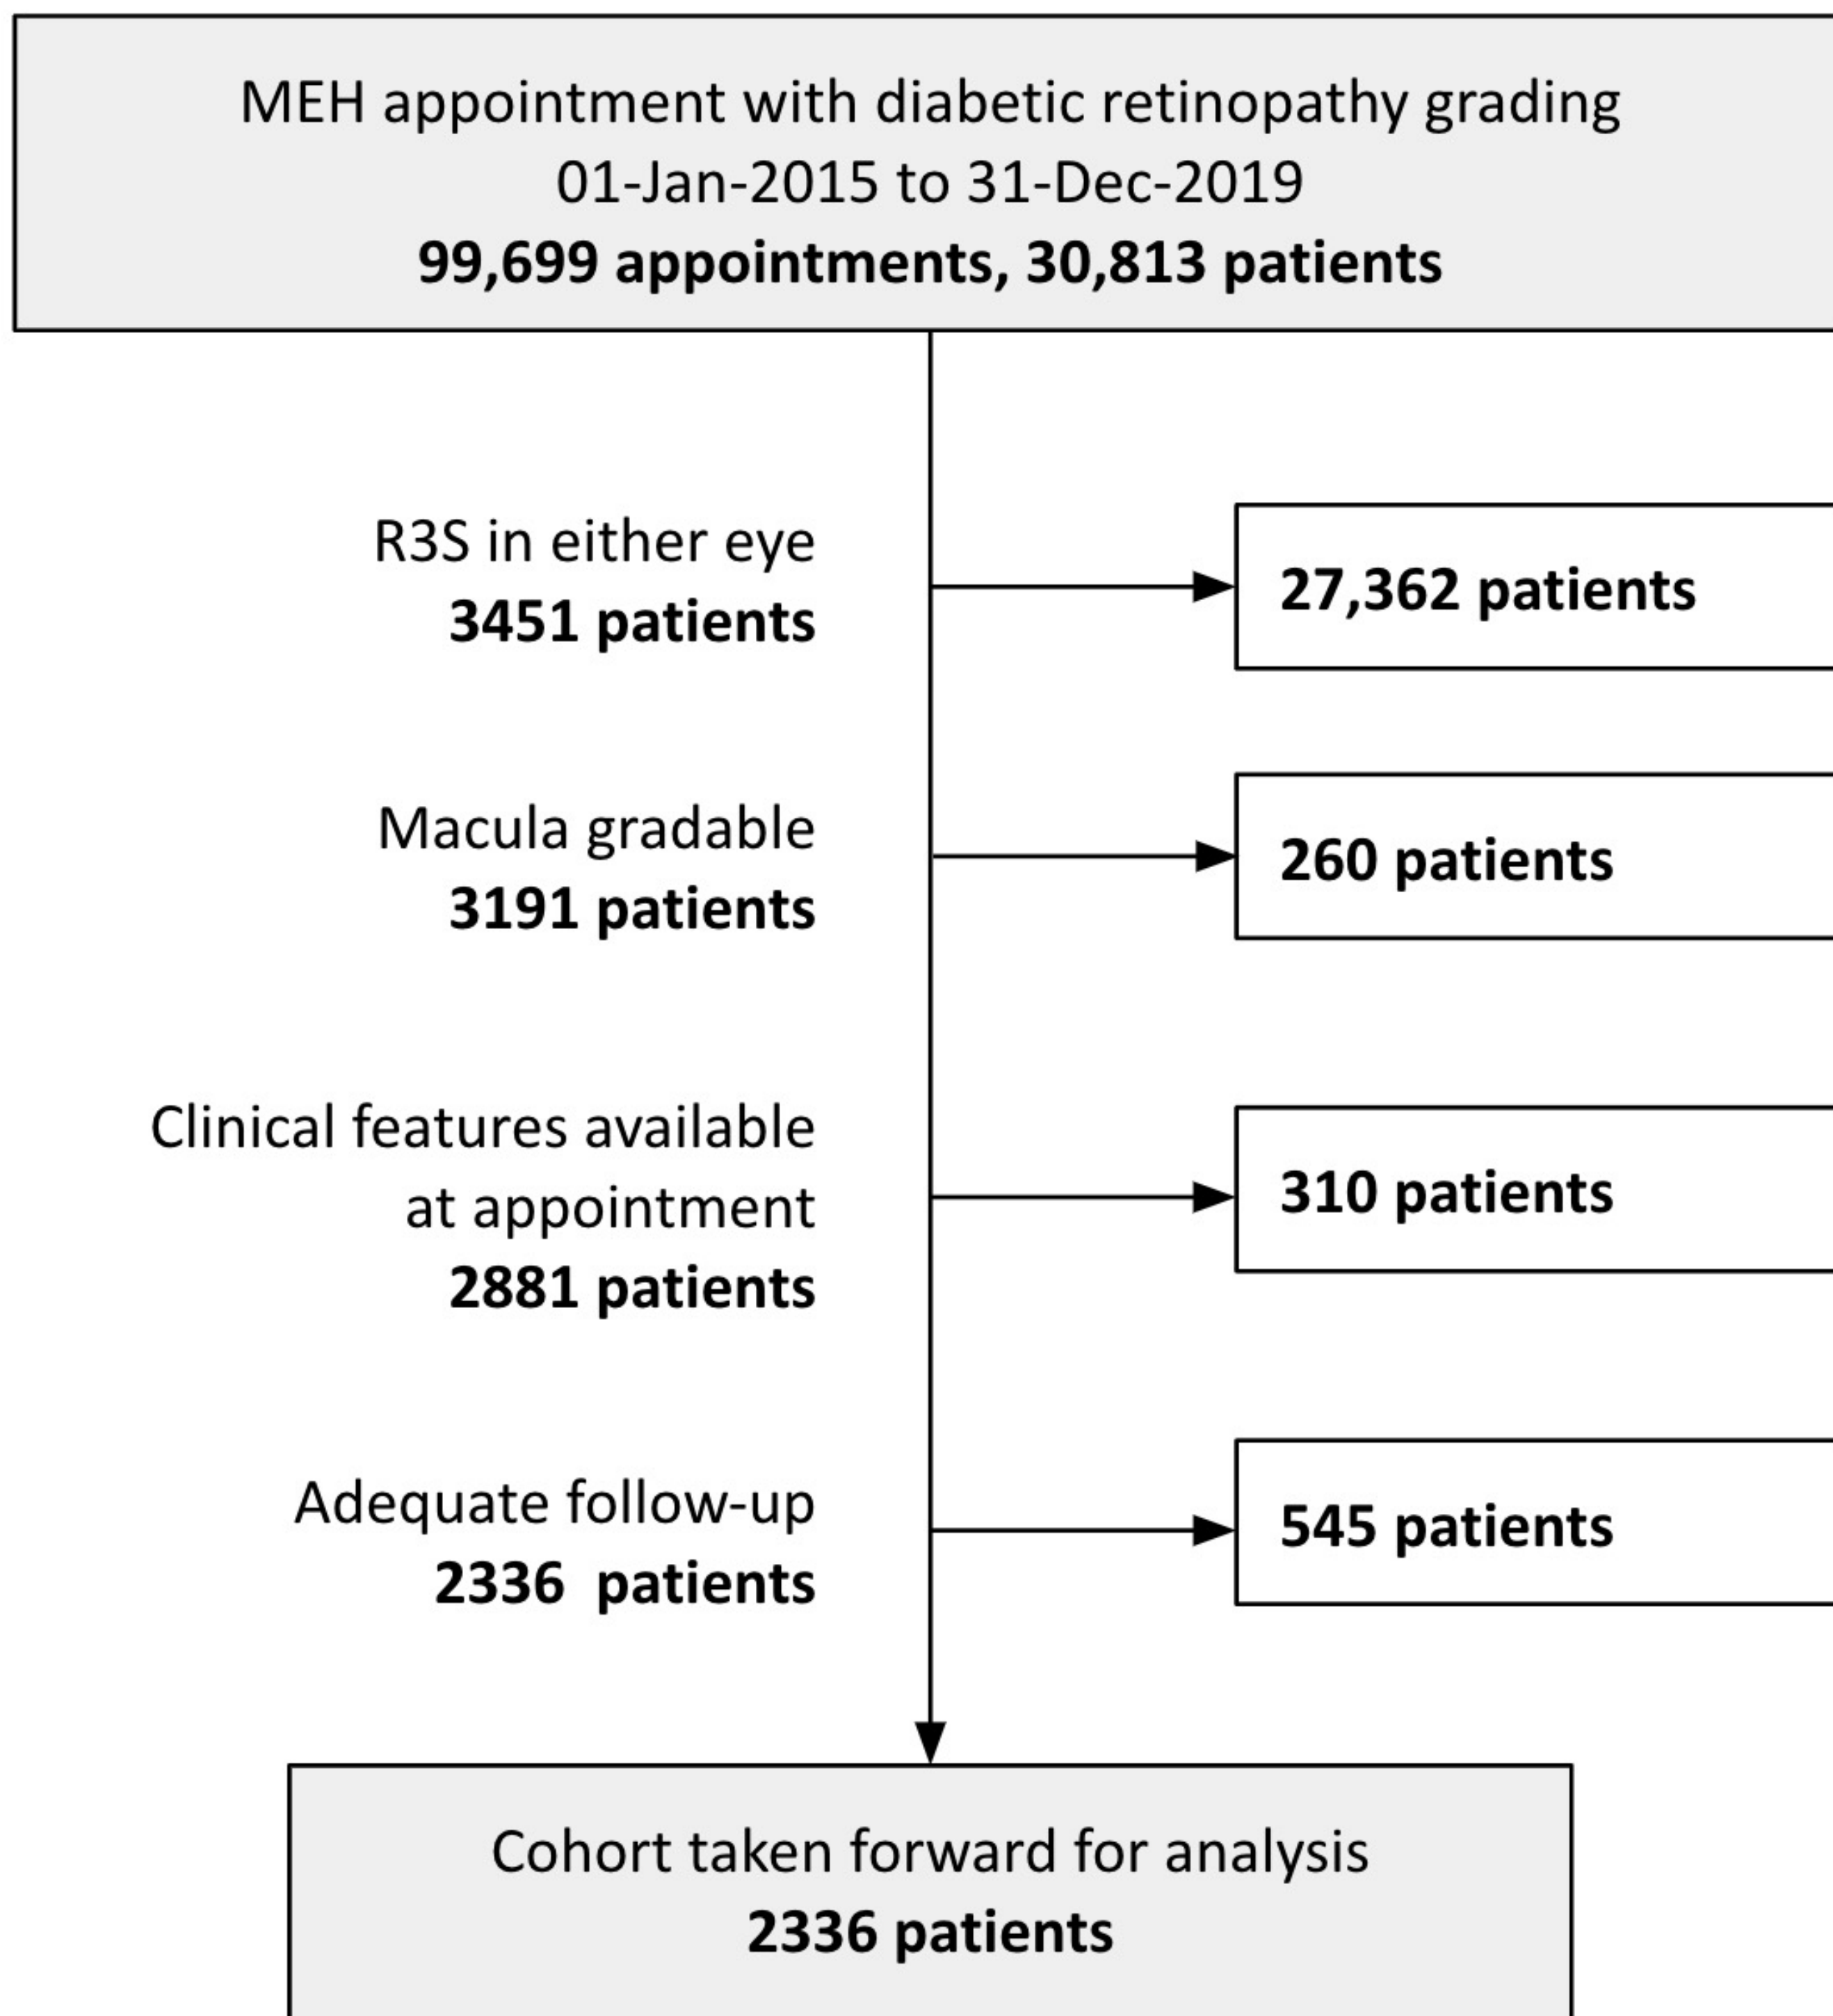 MEH appointment with diabetic retinopathy grading
01-Jan-2015 to 31-Dec-2019
99,699 appointments, 30,813 patients
R3S in either eye
3451 patients
27,362 patients
Macula gradable
3191 patients
260 patients
Clinical features available
at appointment
2881 patients
310 patients
Adequate follow-up
2336  patients
545 patients
Cohort taken forward for analysis
2336 patients